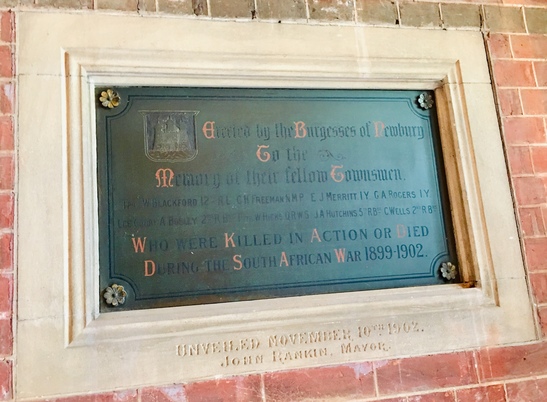 Erected by the Burgesses of Newbury
To the
Memory of their fellow Townsmen.
W. BLACKFORD 12 G.H. FREEMAN E.J. MERRITT I.Y. G.A. ROGERS I.Y.
J.A. HUTCHINS 5TH R.B. C. WELLS 2ND R.B.
WHO WERE KILLED IN ACTION OR DIED
DURING THE SOUTH AFRICAN WAR 1899-1902.
UNVEILED NOVEMBER 10TH 1902.
JOHN RANKIN, MAYOR.